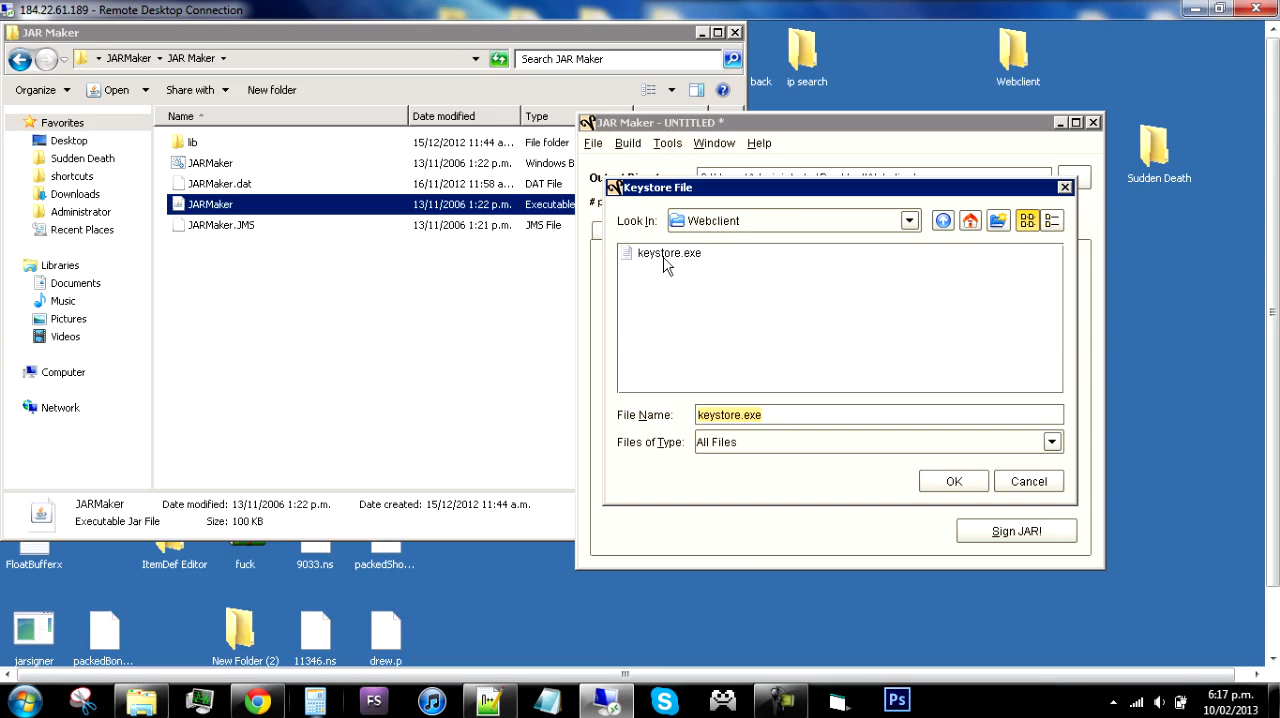 184.22.61.189 - Remote Desktop Connection
JAR Maker
JARMaker
JAR Maker
Search JAR Maker
Organize
Open
Share with
New folder
Name
Date modified
Type
Favorites
Desktop
Sudden Death
shortcuts
Downloads
Administrator
Recent Places
Libraries
Documents
Music
Pictures
Videos
Computer
Network
lib 15/12/2012 11:44 a... File folder
JARMaker 13/11/2006 1:22 p.m. Windows B
JARMaker.dat 16/11/2012 11:58 a... DAT File
JARMaker 13/11/2006 1:22 p.m. Executable
JARMaker.JMS 13/11/2006 1:21 p.m. JMS File
JARMaker Date modified: 13/11/2006 1:22 p.m. Date created: 15/12/2012 11:44 a.m.
Executable Jar File Size: 100 KB
back
ip search
Webclient
Sudden Death
JAR Maker - UNTITLED *
File Build Tools Window Help
Keystore File
Look In: Webclient
keystore.exe
File Name: keystore.exe
Files of Type: All Files
OK
Cancel
Sign JAR!
FloatBufferx
ItemDef Editor
fuck
9033.ns
packedSho...
jarsigner
packedBon...
New Folder (2)
11346.ns
drew.p
FS
Ps
6:17 p.m.
10/02/2013